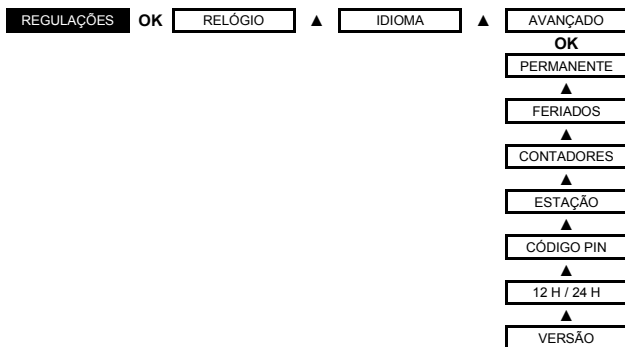 REGULAÇÕES OK RELÓGIO ▲ IDIOMA ▲ AVANÇADO
OK
PERMANENTE
▲
FERIADOS
▲
CONTADORES
▲
ESTAÇÃO
▲
CÓDIGO PIN
▲
12 H / 24 H
▲
VERSÃO